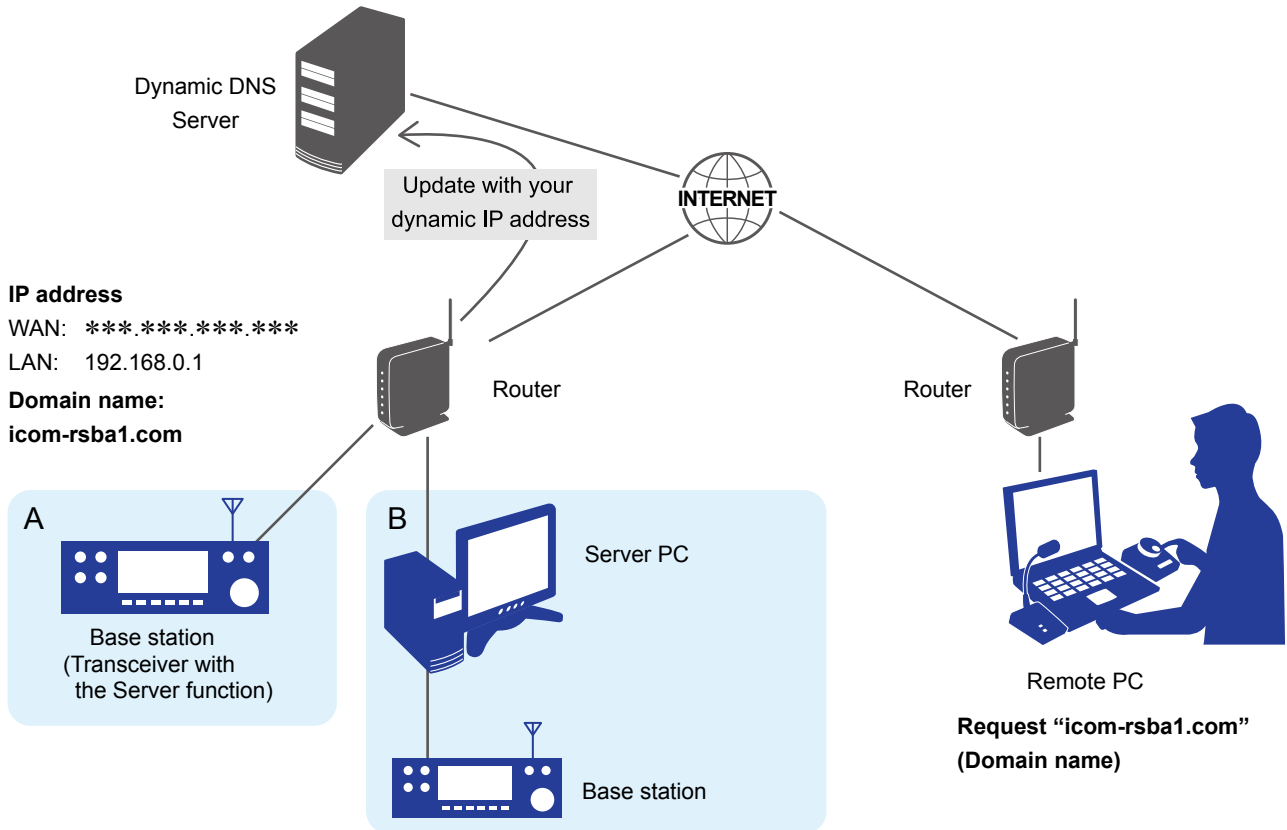 Dynamic DNS
Server
Update with your
dynamic IP address
INTERNET
IP address
WAN: ***.***.***.***
LAN: 192.168.0.1
Domain name:
icom-rsba1.com
Router
Router
A
Base station
(Transceiver with
the Server function)
B
Server PC
Base station
Remote PC
Request “icom-rsba1.com”
(Domain name)